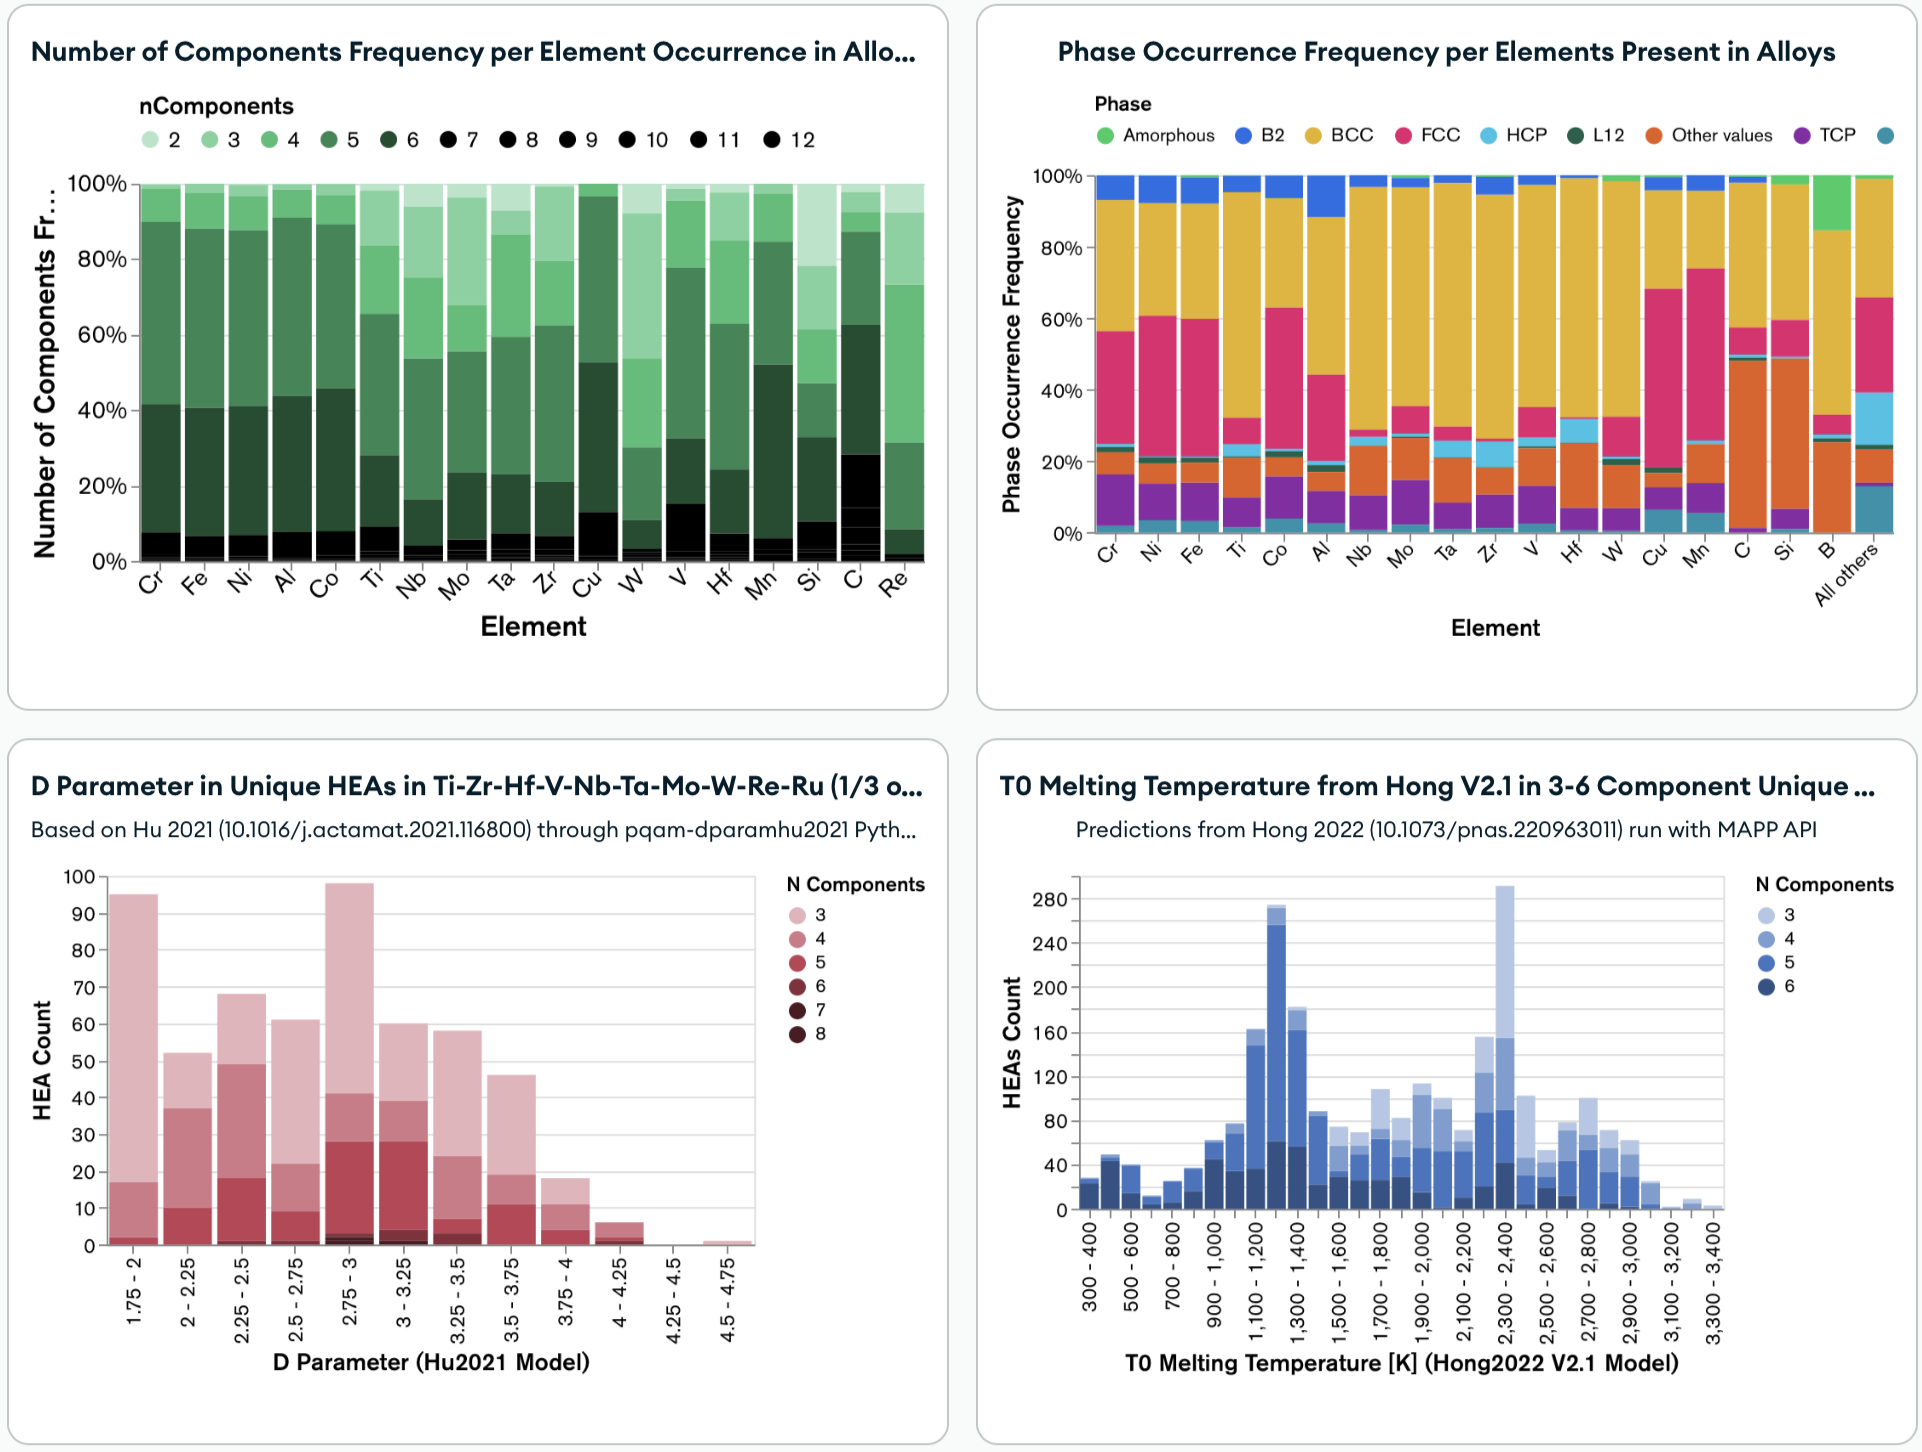 Number of Components Frequency per Element Occurrence in Allo...
nComponents
2 3 4 5 6 7 8 9 10 11 12
Number of Components Fr...
100%
80%
60%
40%
20%
0%
Cr Fe Ni Al Co Ti Nb Mo Ta Zr Cu W V Hf Mn Si C Re
Element
Phase Occurrence Frequency per Elements Present in Alloys
Phase
Amorphous B2 BCC FCC HCP L12 Other values TCP
Phase Occurrence Frequency
100%
80%
60%
40%
20%
0%
Cr Ni Fe Ti Co Al Nb Mo Ta Zr V Hf W Cu Mn C Si B All others
Element
D Parameter in Unique HEAs in Ti-Zr-Hf-V-Nb-Ta-Mo-W-Re-Ru (1/3 o...
Based on Hu 2021 (10.1016/j.actamat.2021.116800) through pqam-dparamhu2021 Pyth...
HEA Count
100
90
80
70
60
50
40
30
20
10
0
1.75 - 2 2 - 2.25 2.25 - 2.5 2.5 - 2.75 2.75 - 3 3 - 3.25 3.25 - 3.5 3.5 - 3.75 3.75 - 4 4 - 4.25 4.25 - 4.5 4.5 - 4.75
D Parameter (Hu2021 Model)
N Components
3
4
5
6
7
8
T0 Melting Temperature from Hong V2.1 in 3-6 Component Unique ...
Predictions from Hong 2022 (10.1073/pnas.220963011) run with MAPP API
HEAs Count
280
240
200
160
120
80
40
0
300 - 400 500 - 600 700 - 800 900 - 1,000 1,100 - 1,200 1,300 - 1,400 1,500 - 1,600 1,700 - 1,800 1,900 - 2,000 2,100 - 2,200 2,300 - 2,400 2,500 - 2,600 2,700 - 2,800 2,900 - 3,000 3,100 - 3,200 3,300 - 3,400
T0 Melting Temperature [K] (Hong2022 V2.1 Model)
N Components
3
4
5
6